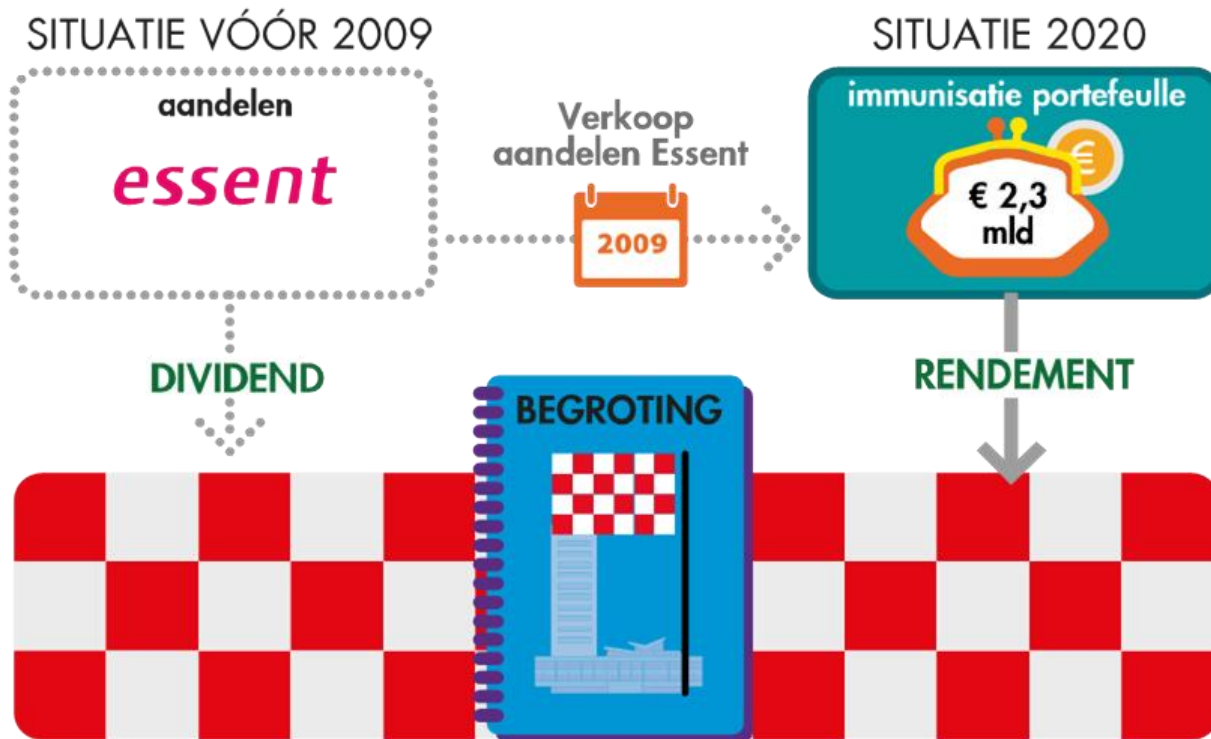 SITUATIE VÓÓR 2009
aandelen
essent
Verkoop
aandelen Essent
2009
SITUATIE 2020
immunisatie portefeulle
€
€ 2,3
mld
DIVIDEND
RENDEMENT
BEGROTING